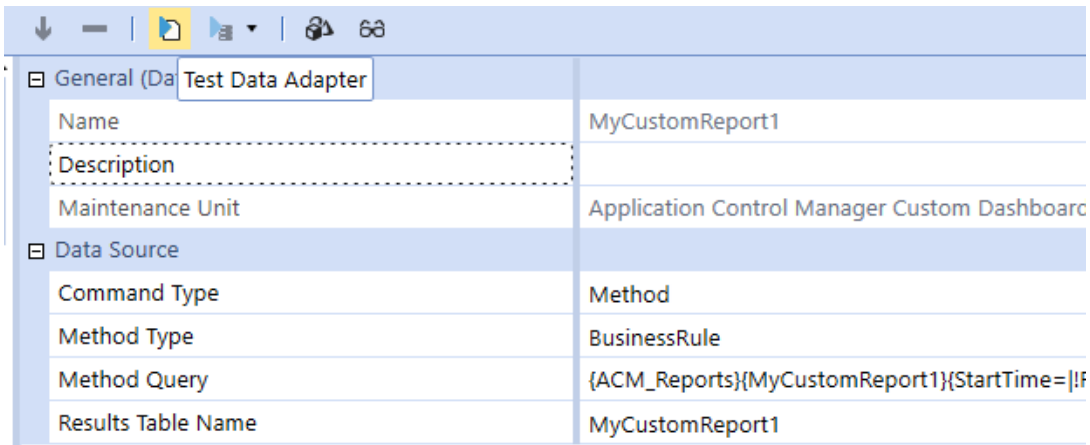 General (Da
Test Data Adapter
Name
MyCustomReport1
Description
Maintenance Unit
Application Control Manager Custom Dashboard
Data Source
Command Type
Method
Method Type
BusinessRule
Method Query
{ACM_Reports}{MyCustomReport1}{StartTime=|!F
Results Table Name
MyCustomReport1